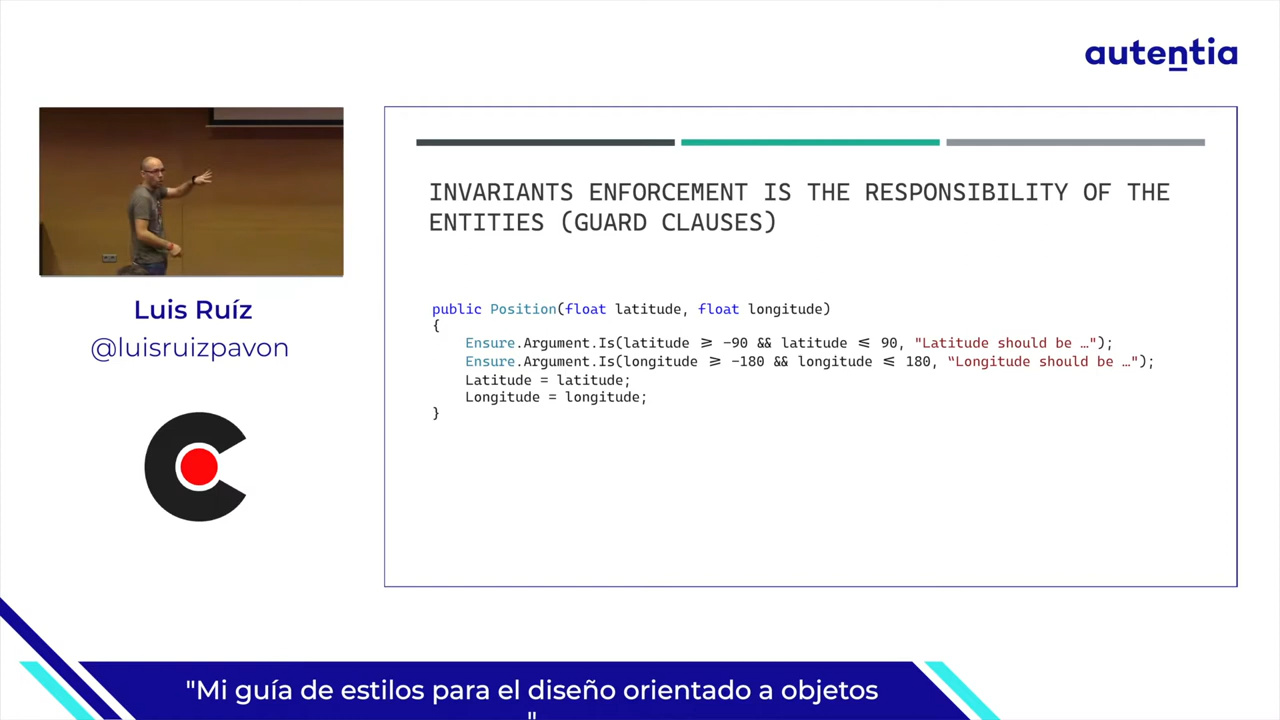 autentia
Luis Ruíz
@luisruizpavon
INVARIANTS ENFORCEMENT IS THE RESPONSIBILITY OF THE
ENTITIES (GUARD CLAUSES)
public Position(float latitude, float longitude)
{
Ensure.Argument.Is(latitude ≥ -90 && latitude ≤ 90, "Latitude should be …");
Ensure.Argument.Is(longitude ≥ -180 && longitude ≤ 180, “Longitude should be …");
Latitude = latitude;
Longitude = longitude;
}
"Mi guía de estilos para el diseño orientado a objetos
"